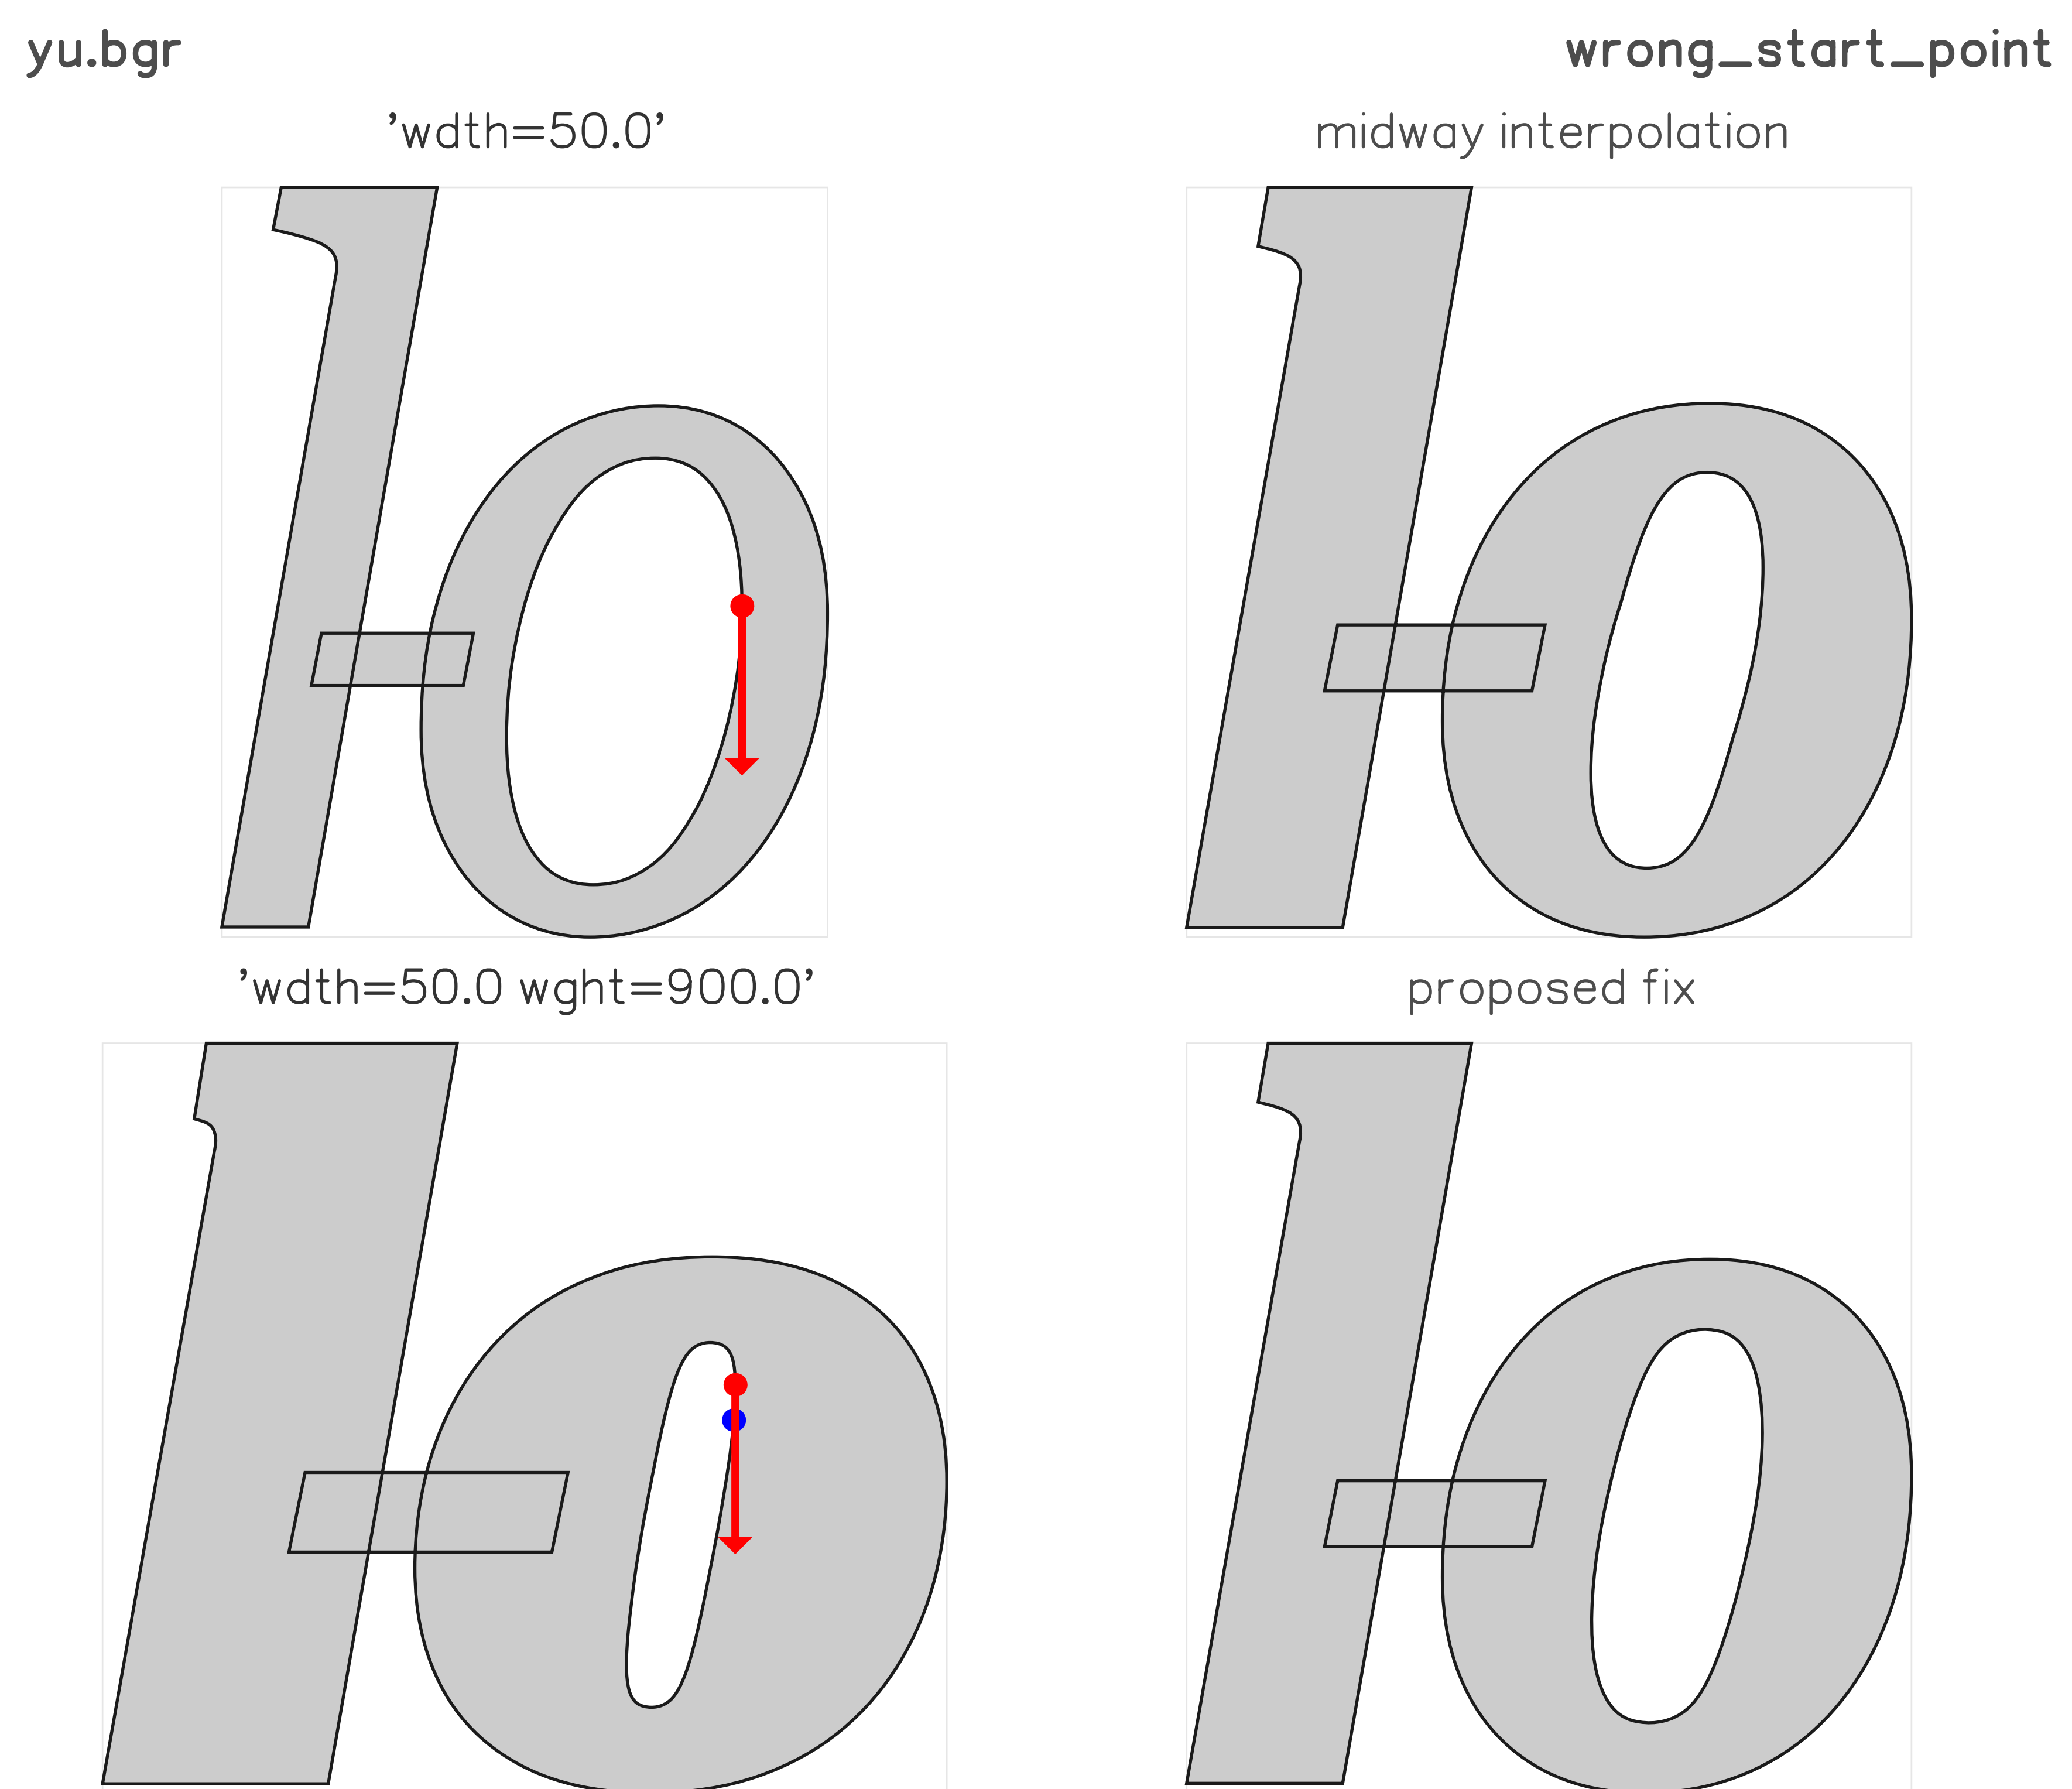 yu.bgr
wrong_start_point
'wdth=50.0'
midway interpolation
'wdth=50.0 wght=900.0'
proposed fix